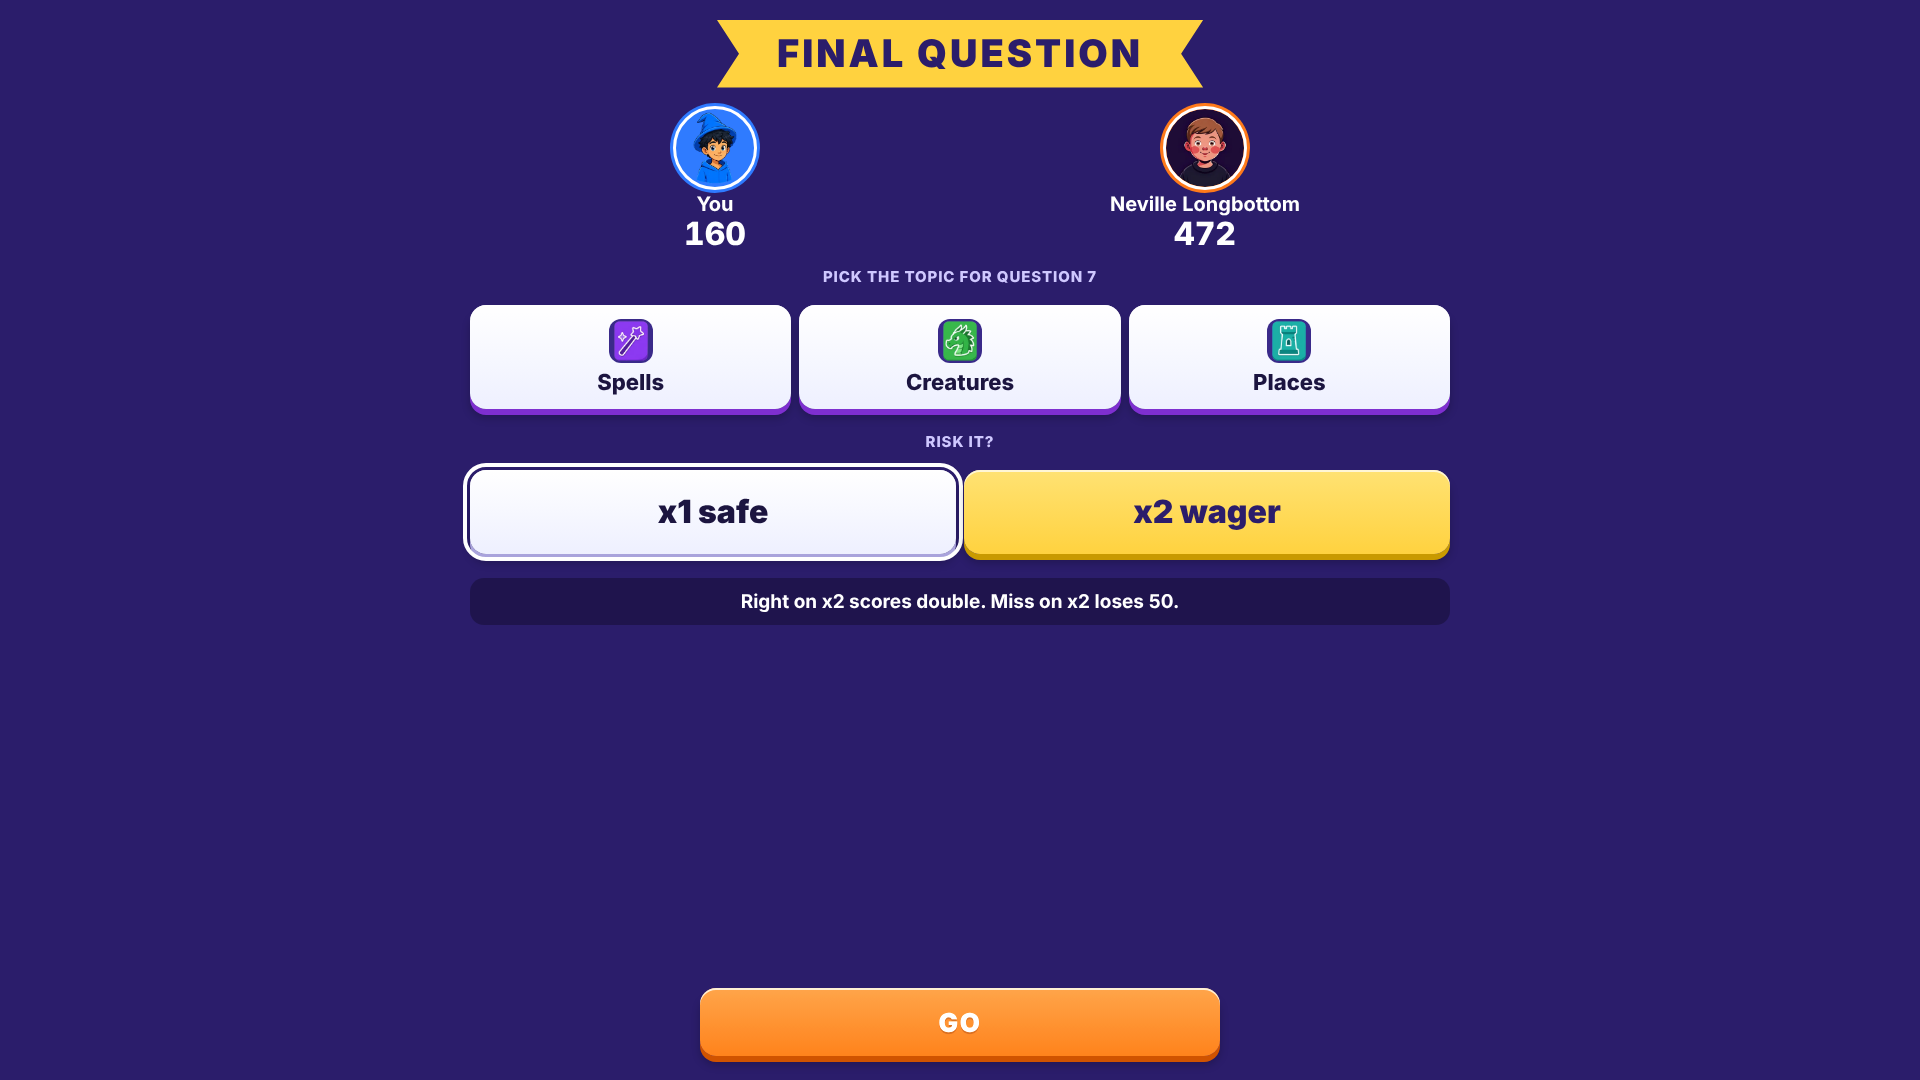 FINAL QUESTION
You
160
Neville Longbottom
472
PICK THE TOPIC FOR QUESTION 7
Spells
Creatures
Places
RISK IT?
x1 safe
x2 wager
Right on x2 scores double. Miss on x2 loses 50.
GO